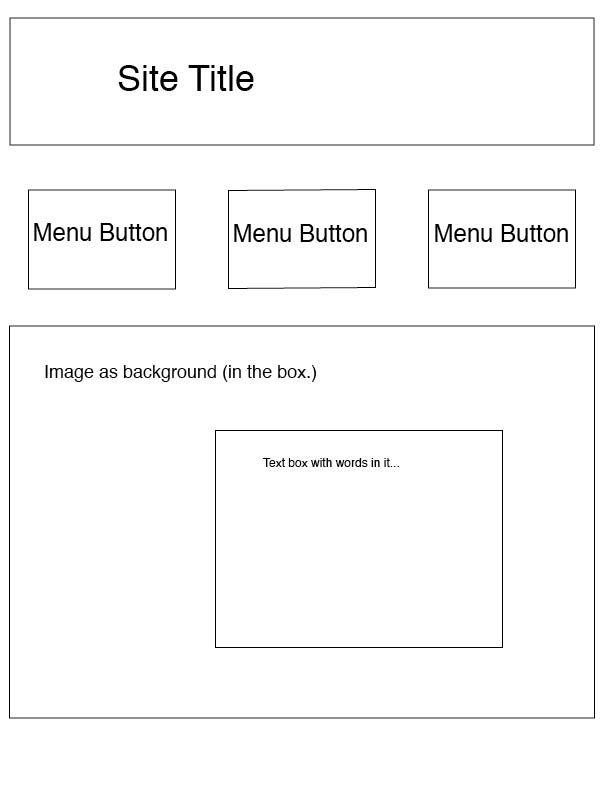 Site Title
Menu Button Menu Button Menu Button
Image as background (in the box.)
Text box with words in it...